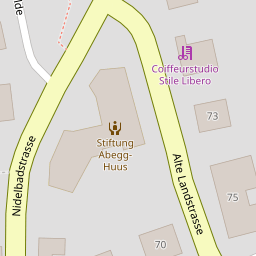 Coiffeurstudio
Stile Libero
73
Stiftung
Abegg-
Huus
Alte Landstrasse
Nidelbadstrasse
75
70